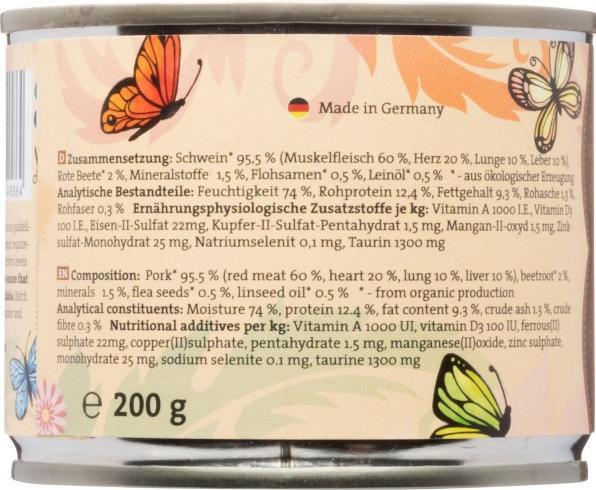 Made in Germany
D Zusammensetzung: Schwein* 95,5 % (Muskelfleisch 60 %, Herz 20 %, Lunge 10 %, Leber 10 %),
Rote Beete* 2 %, Mineralstoffe 1,5 %, Flohsamen* 0,5 %, Leinöl* 0,5 % * - aus ökologischer Erzeugung
Analytische Bestandteile: Feuchtigkeit 74 %, Rohprotein 12,4 %, Fettgehalt 9,3 %, Rohasche 1,3 %,
Rohfaser 0,3 % Ernährungsphysiologische Zusatzstoffe je kg: Vitamin A 1000 I.E., Vitamin D3
100 I.E., Eisen-II-Sulfat 22mg, Kupfer-II-Sulfat-Pentahydrat 1,5 mg, Mangan-II-oxyd 1,5 mg, Zink-
sulfat-Monohydrat 25 mg, Natriumselenit 0,1 mg, Taurin 1300 mg
EN Composition: Pork* 95.5 % (red meat 60 %, heart 20 %, lung 10 %, liver 10 %), beetroot* 2 %,
minerals 1.5 %, flea seeds* 0.5 %, linseed oil* 0.5 % * - from organic production
Analytical constituents: Moisture 74 %, protein 12.4 %, fat content 9.3 %, crude ash 1.3 %, crude
fibre 0.3 % Nutritional additives per kg: Vitamin A 1000 UI, vitamin D3 100 IU, ferrous(II)
sulphate 22mg, copper(II)sulphate, pentahydrate 1.5 mg, manganese(II)oxide, zinc sulphate,
monohydrate 25 mg, sodium selenite 0.1 mg, taurine 1300 mg
e 200 g